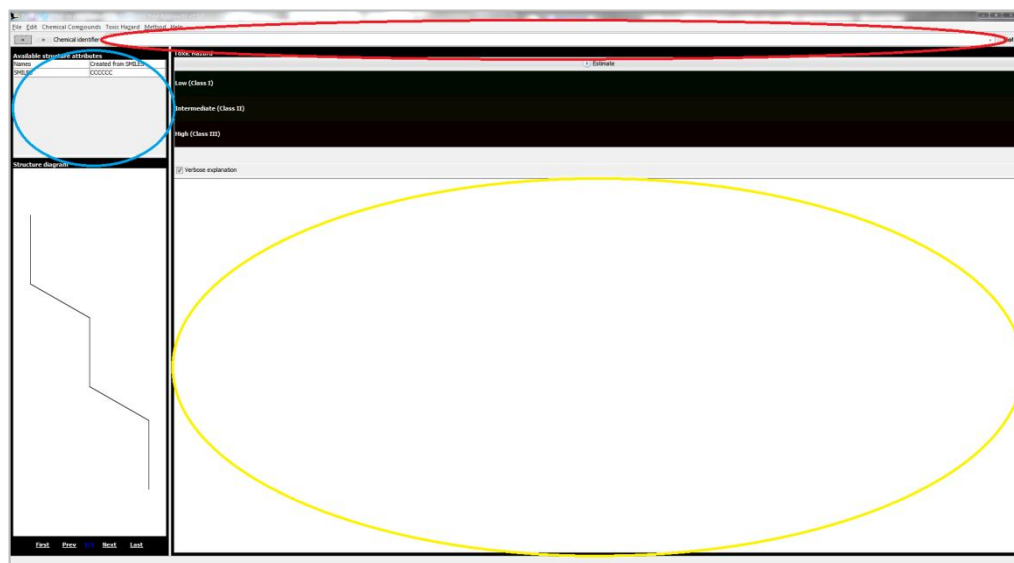 File Edit Chemical Compounds Toxic Hazard Method Help
Chemical identifier
Available structure attributes
Names Created from SMILES
SMILES CCCCCC
Structure diagram
First Prev 1/1 Next Last
Toxic Hazard
Estimate
Low (Class I)
Intermediate (Class II)
High (Class III)
Verbose explanation